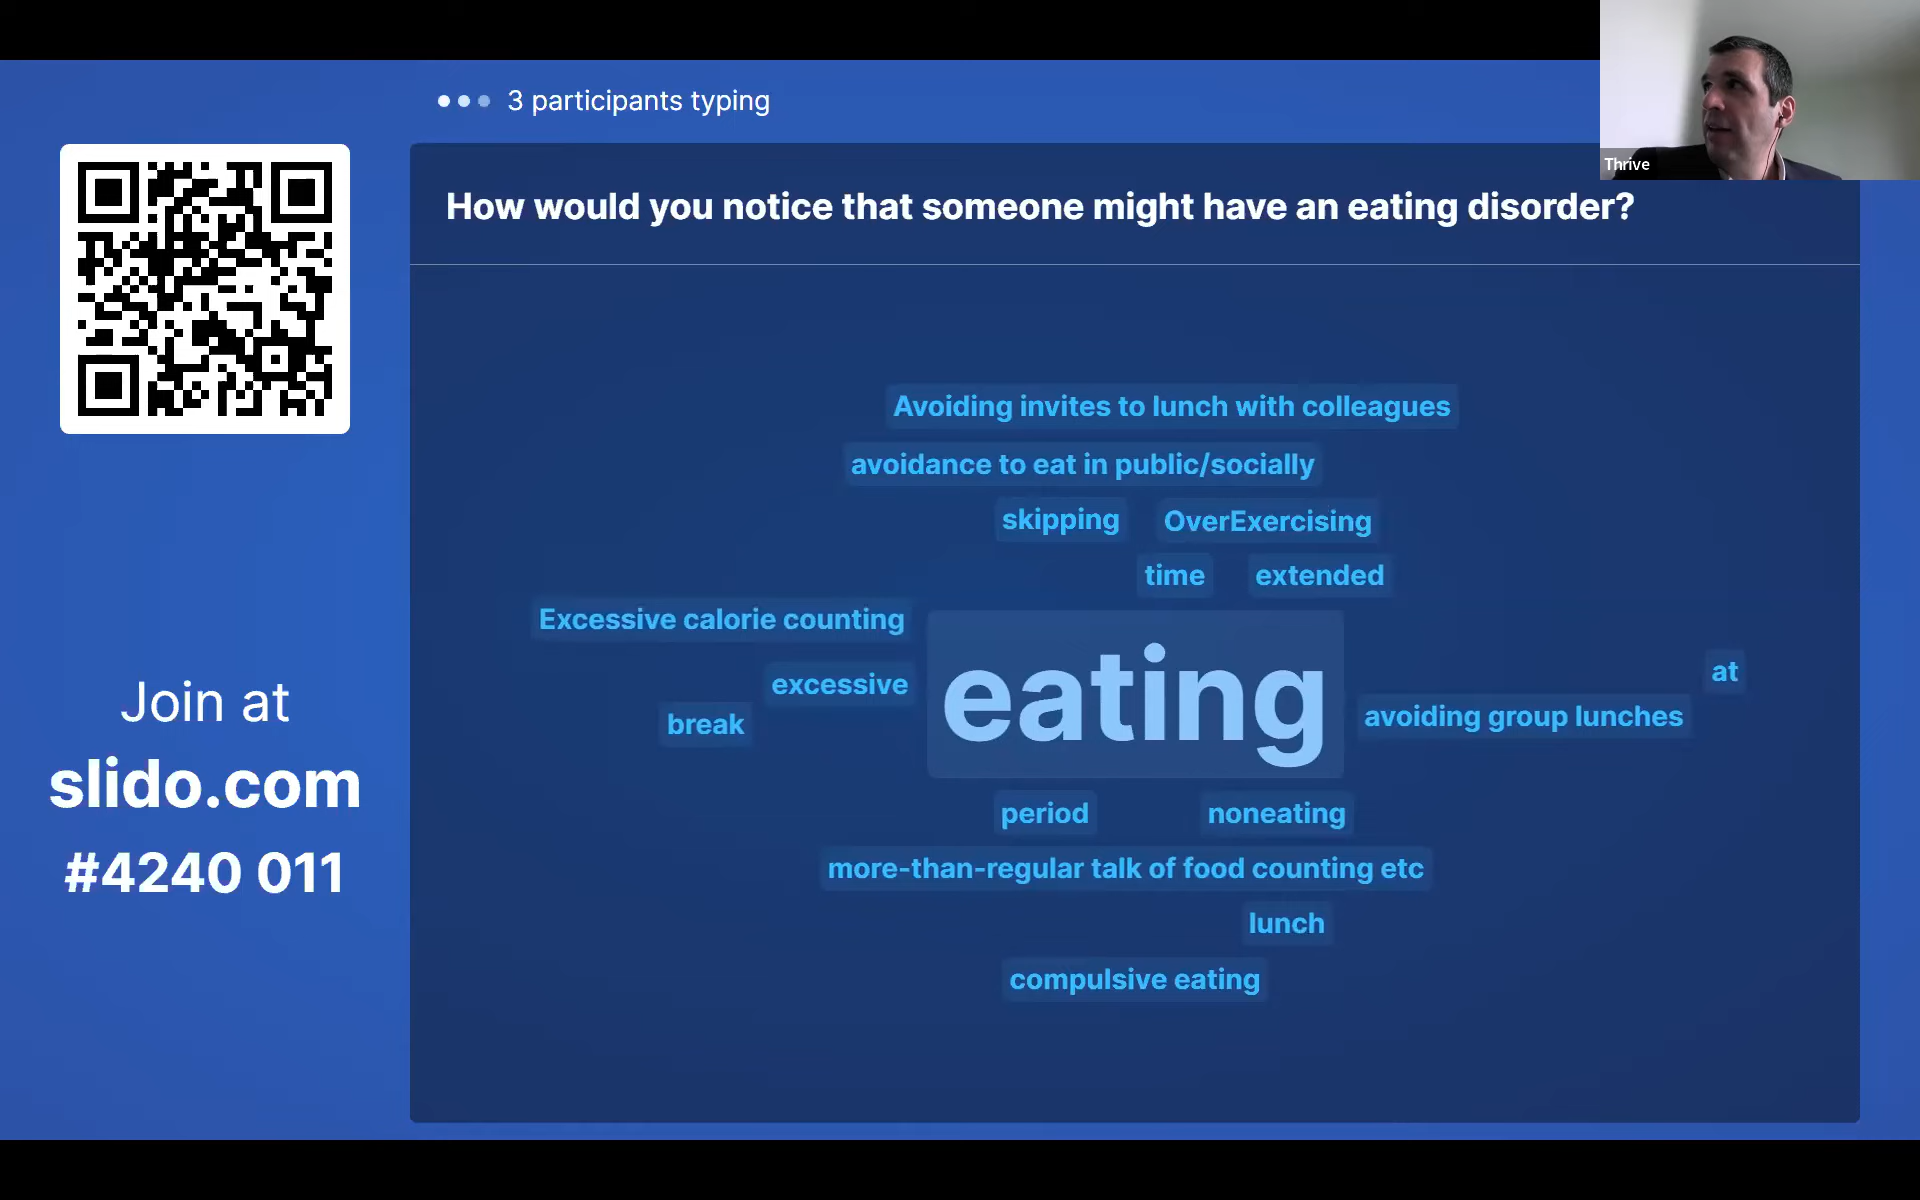 3 participants typing
Thrive
How would you notice that someone might have an eating disorder?
Avoiding invites to lunch with colleagues
avoidance to eat in public/socially
skipping OverExercising
time extended
Excessive calorie counting
eating
at
excessive
break
avoiding group lunches
period noneating
more-than-regular talk of food counting etc
lunch
compulsive eating
Join at
slido.com
#4240 011